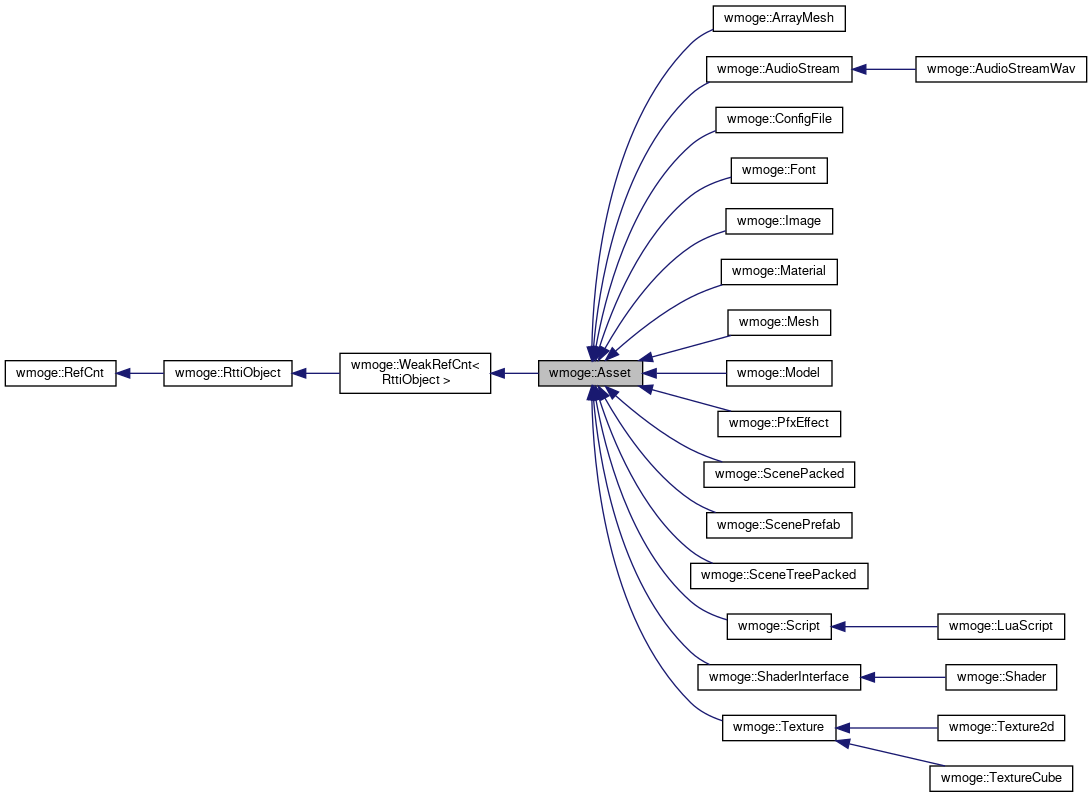 wmoge::ArrayMesh
wmoge::AudioStream
wmoge::AudioStreamWav
wmoge::ConfigFile
wmoge::Font
wmoge::Image
wmoge::Material
wmoge::Mesh
wmoge::RefCnt
wmoge::RttiObject
wmoge::WeakRefCnt<
RttiObject >
wmoge::Asset
wmoge::Model
wmoge::PfxEffect
wmoge::ScenePacked
wmoge::ScenePrefab
wmoge::SceneTreePacked
wmoge::Script
wmoge::LuaScript
wmoge::ShaderInterface
wmoge::Shader
wmoge::Texture
wmoge::Texture2d
wmoge::TextureCube